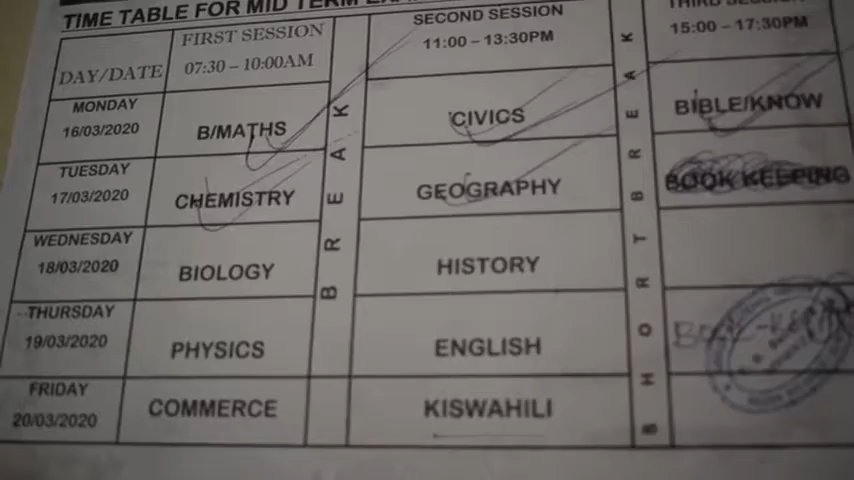 TIME TABLE FOR MID TERM
FIRST SESSION
SECOND SESSION
THIRD SESSION
DAY/DATE
07:30 – 10:00AM
11:00 – 13:30PM
15:00 – 17:30PM
MONDAY
16/03/2020
B/MATHS
CIVICS
BIBLE/KNOW
TUESDAY
17/03/2020
CHEMISTRY
GEOGRAPHY
BOOK KEEPING
WEDNESDAY
18/03/2020
BIOLOGY
HISTORY
THURSDAY
19/03/2020
PHYSICS
ENGLISH
FRIDAY
20/03/2020
COMMERCE
KISWAHILI
BREAK
SHORT BREAK